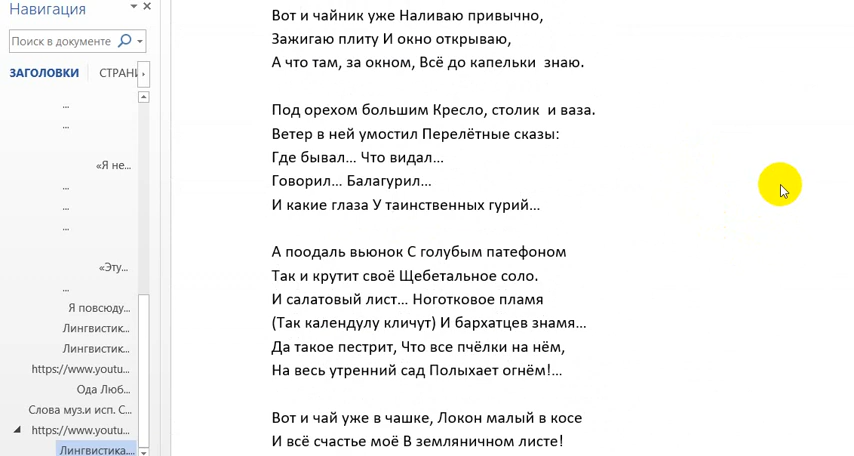 Навигация
Поиск в документе
ЗАГОЛОВКИ
СТРАНИ
...
...
«Я не...
...
...
...
«Эту...
...
Я повсюду...
Лингвистик...
Лингвистик...
https://www.youtu...
Ода Люб...
Слова муз.и исп. С...
https://www.youtu...
Лингвистика....
Вот и чайник уже Наливаю привычно,
Зажигаю плиту И окно открываю,
А что там, за окном, Всё до капельки знаю.
Под орехом большим Кресло, столик и ваза.
Ветер в ней умостил Перелётные сказы:
Где бывал... Что видал...
Говорил... Балагурил...
И какие глаза У таинственных гурий...
А поодаль вьюнок С голубым патефоном
Так и крутит своё Щебетальное соло.
И салатовый лист... Ноготковое пламя
(Так календулу кличут) И бархатцев знамя...
Да такое пестрит, Что все пчёлки на нём,
На весь утренний сад Полыхает огнём!...
Вот и чай уже в чашке, Локон малый в косе
И всё счастье моё В земляничном листе!